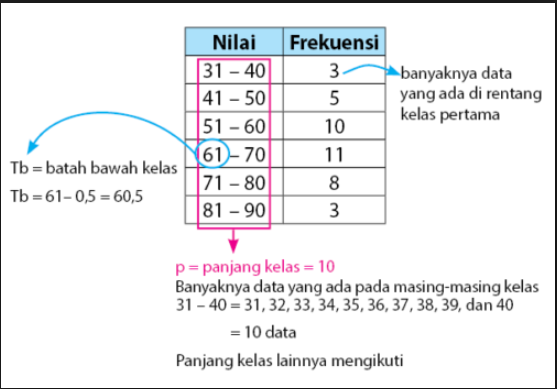 Nilai Frekuensi
31 – 40 3
41 – 50 5
51 – 60 10
61 – 70 11
71 – 80 8
81 – 90 3
banyaknya data
yang ada di rentang
kelas pertama
Tb = batah bawah kelas
Tb = 61– 0,5 = 60,5
p = panjang kelas = 10
Banyaknya data yang ada pada masing-masing kelas
31 – 40 = 31, 32, 33, 34, 35, 36, 37, 38, 39, dan 40
= 10 data
Panjang kelas lainnya mengikuti